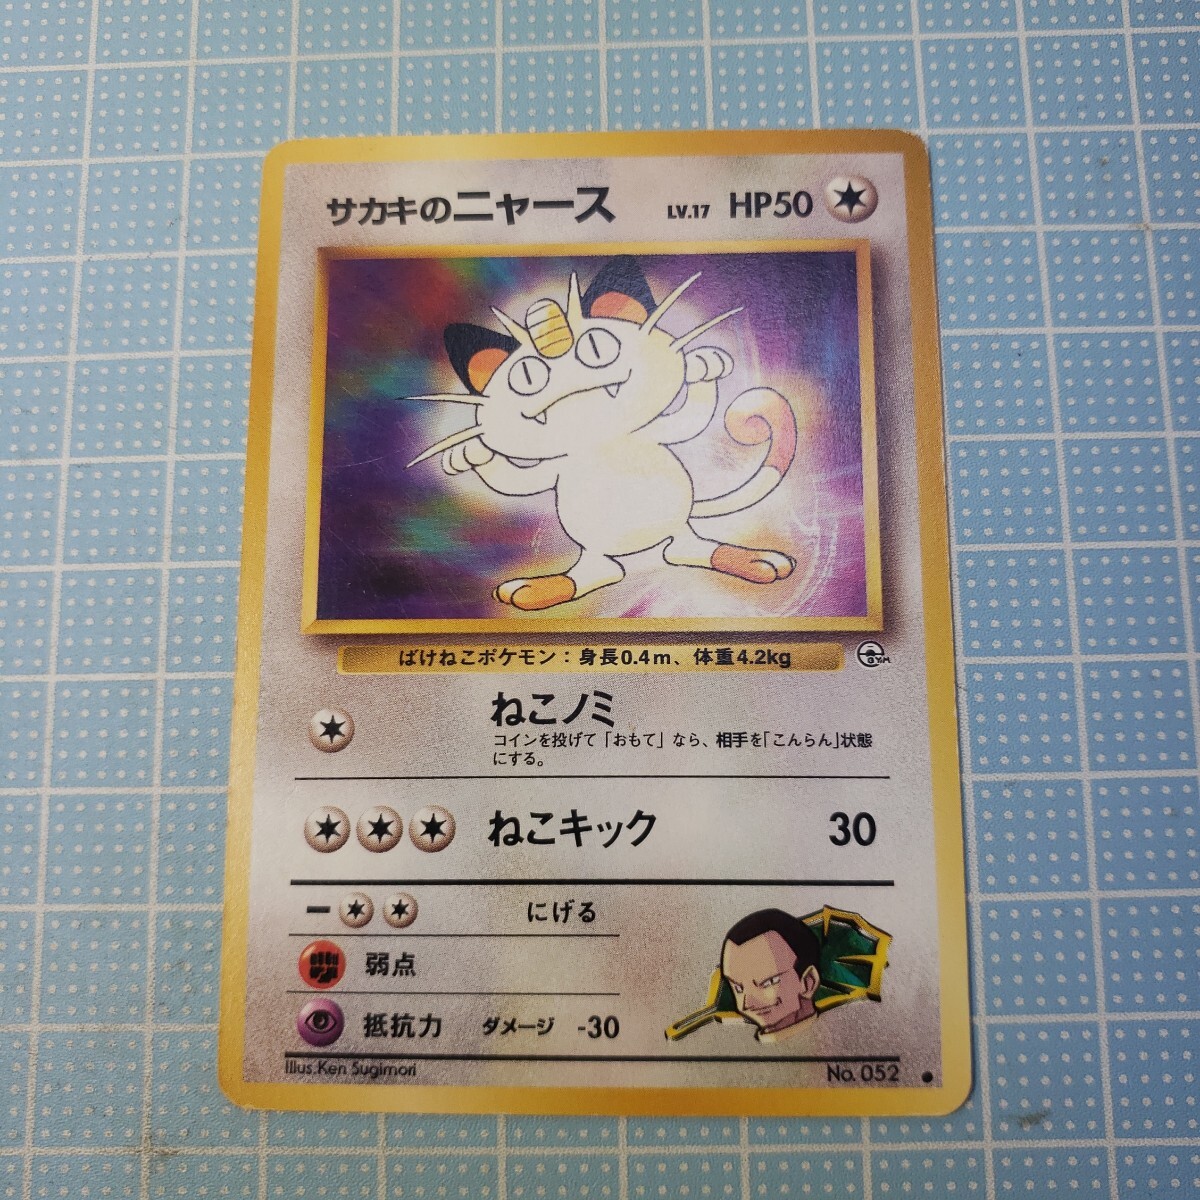 サカキのニャース LV.17 HP50
ばけねこポケモン：身長0.4m、体重4.2kg
GYM
ねこノミ
コインを投げて「おもて」なら、相手を「こんらん」状態
にする。
ねこキック 30
にげる
弱点
抵抗力 ダメージ -30
Illus.Ken Sugimori No. 052